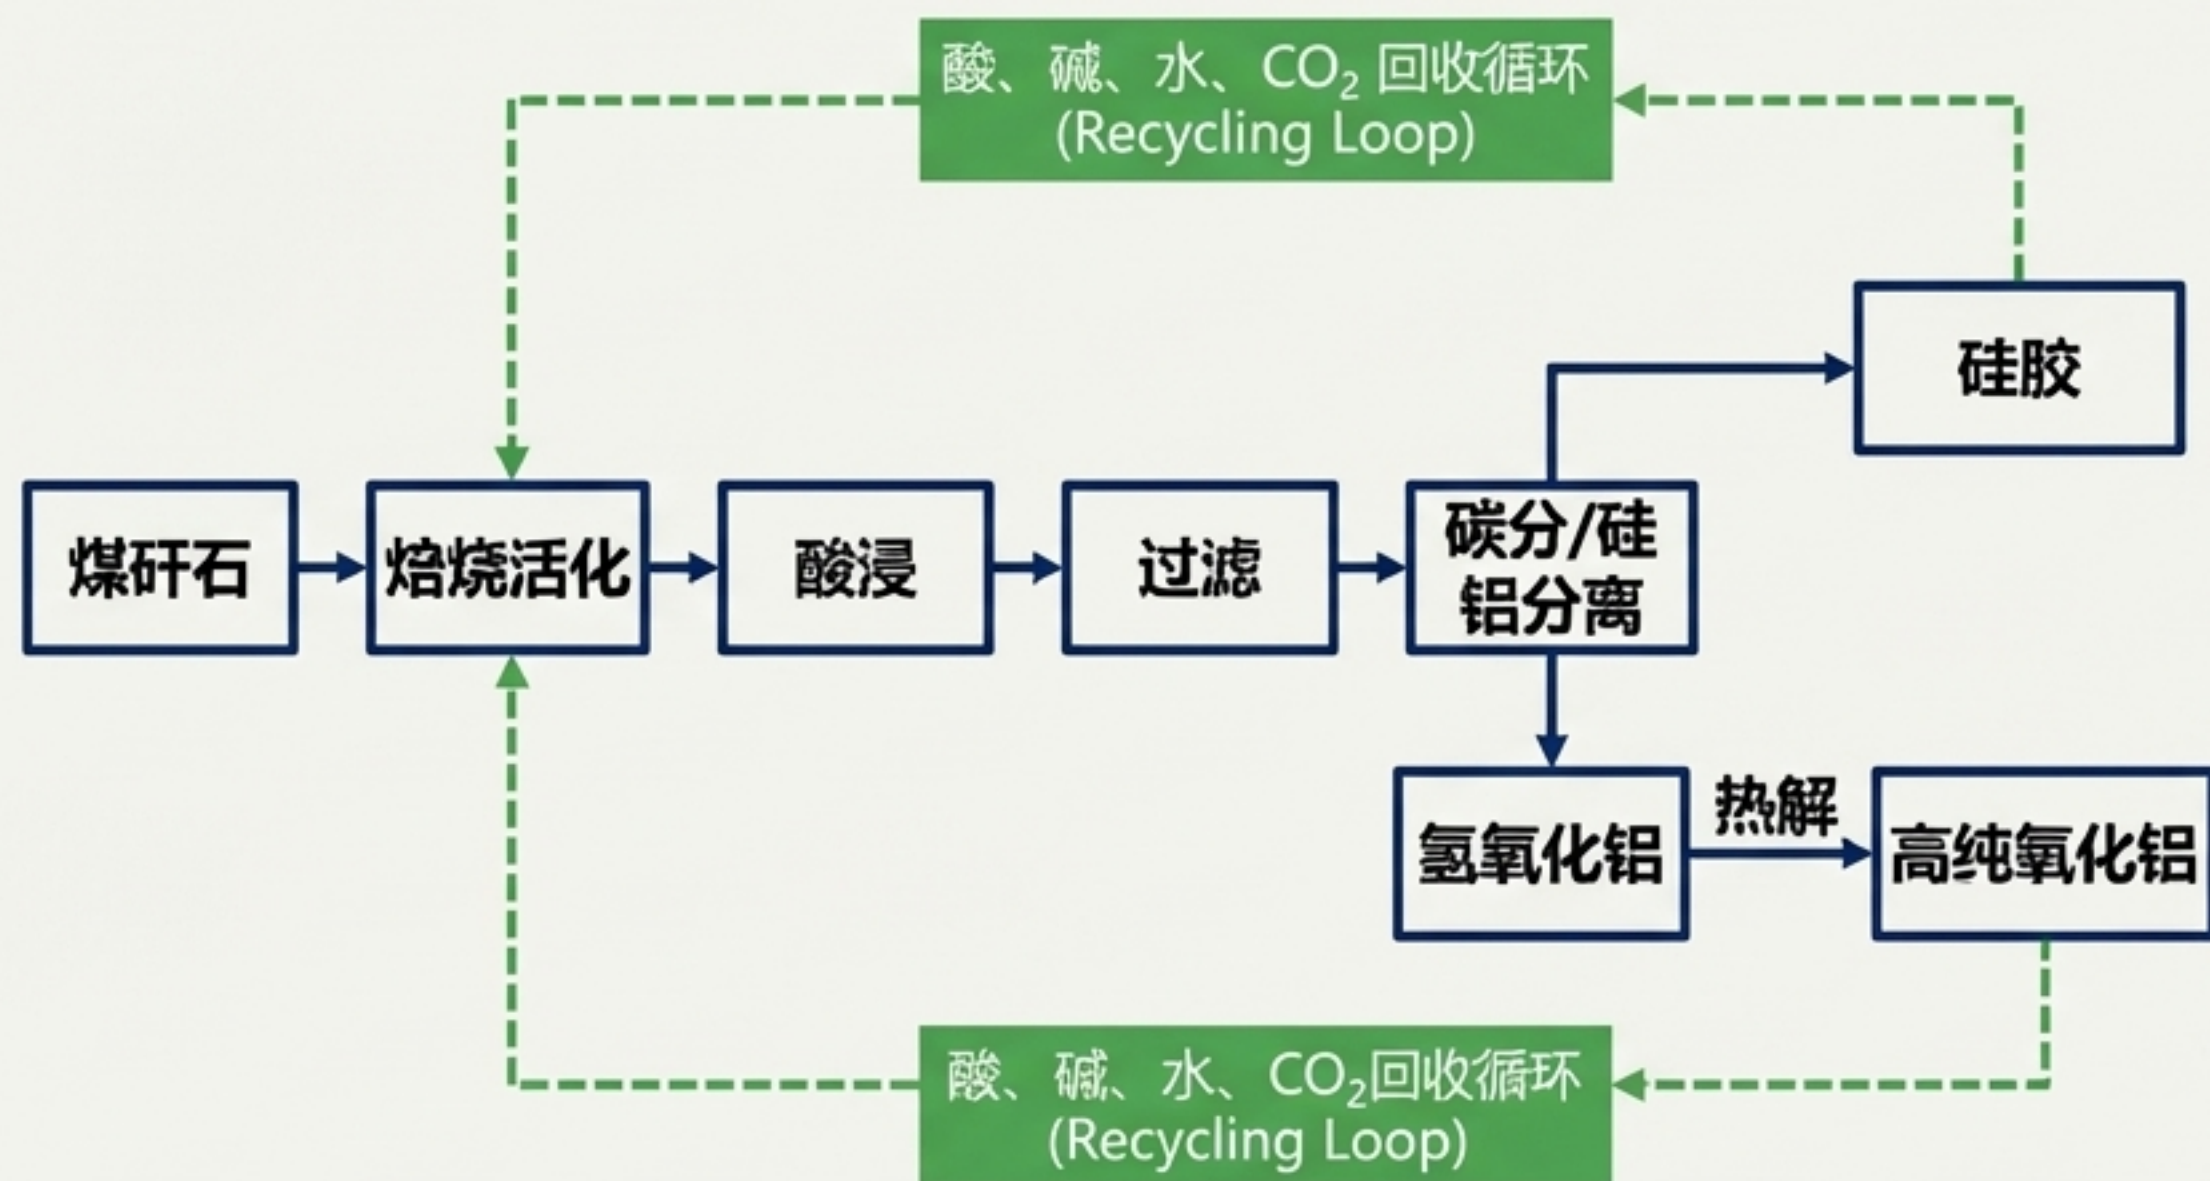 酸、碱、水、CO₂ 回收循环
(Recycling Loop)
硅胶
煤矸石
焙烧活化
酸浸
过滤
碳分/硅
铝分离
氢氧化铝
热解
高纯氧化铝
酸、碱、水、CO₂回收循环
(Recycling Loop)